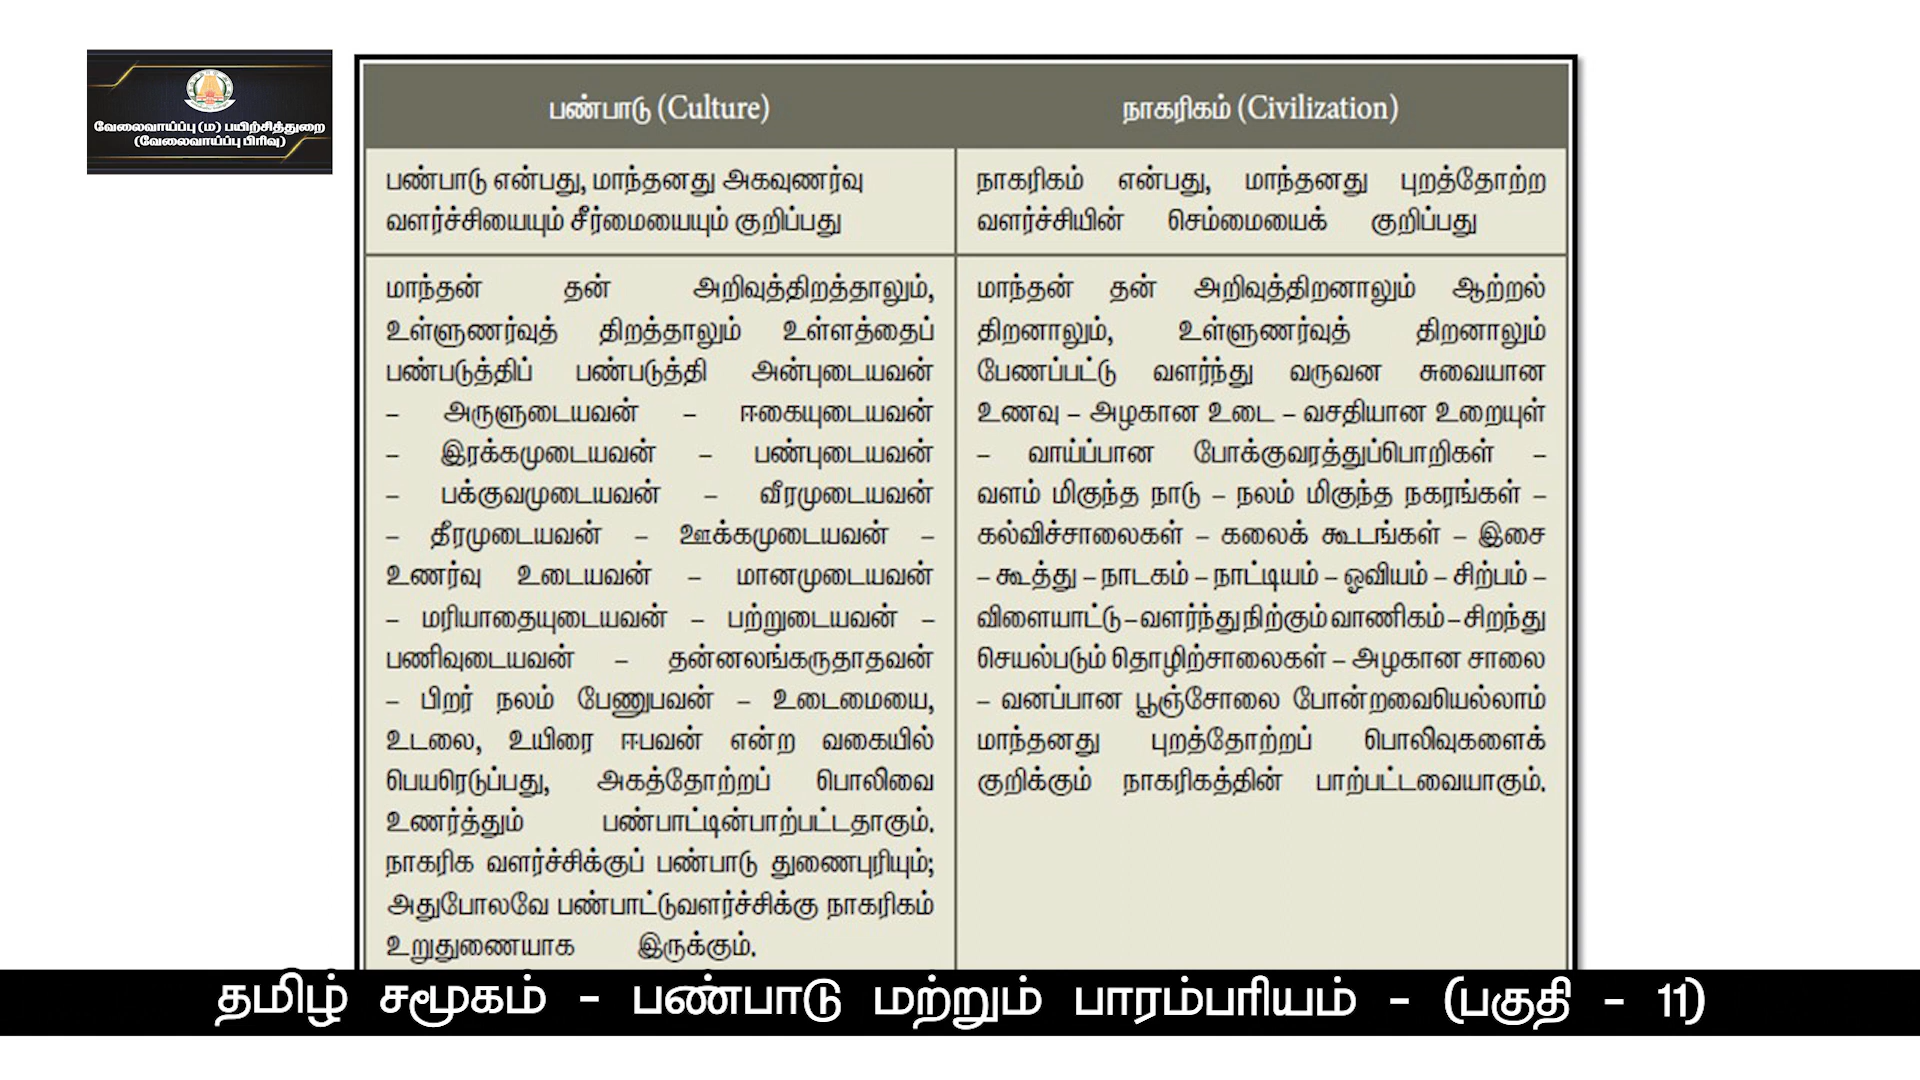 வேலைவாய்ப்பு (ம) பயிற்சித்துறை
(வேலைவாய்ப்பு பிரிவு)
பண்பாடு (Culture)
பண்பாடு என்பது, மாந்தனது அகவுணர்வு
வளர்ச்சியையும் சீர்மையையும் குறிப்பது
மாந்தன் தன் அறிவுத்திறத்தாலும்,
உள்ளுணர்வுத் திறத்தாலும் உள்ளத்தைப்
பண்படுத்திப் பண்படுத்தி அன்புடையவன்
– அருளுடையவன் – ஈகையுடையவன்
– இரக்கமுடையவன் – பண்புடையவன்
– பக்குவமுடையவன் – வீரமுடையவன்
– தீரமுடையவன் – ஊக்கமுடையவன் –
உணர்வு உடையவன் – மானமுடையவன்
– மரியாதையுடையவன் – பற்றுடையவன் –
பணிவுடையவன் – தன்னலங்கருதாதவன்
– பிறர் நலம் பேணுபவன் – உடைமையை,
உடலை, உயிரை ஈபவன் என்ற வகையில்
பெயரெடுப்பது, அகத்தோற்றப் பொலிவை
உணர்த்தும் பண்பாட்டின்பாற்பட்டதாகும்.
நாகரிக வளர்ச்சிக்குப் பண்பாடு துணைபுரியும்;
அதுபோலவே பண்பாட்டுவளர்ச்சிக்கு நாகரிகம்
உறுதுணையாக இருக்கும்.
நாகரிகம் (Civilization)
நாகரிகம் என்பது, மாந்தனது புறத்தோற்ற
வளர்ச்சியின் செம்மையைக் குறிப்பது
மாந்தன் தன் அறிவுத்திறனாலும் ஆற்றல்
திறனாலும், உள்ளுணர்வுத் திறனாலும்
பேணப்பட்டு வளர்ந்து வருவன சுவையான
உணவு – அழகான உடை – வசதியான உறையுள்
– வாய்ப்பான போக்குவரத்துப்பொறிகள் –
வளம் மிகுந்த நாடு – நலம் மிகுந்த நகரங்கள் –
கல்விச்சாலைகள் – கலைக் கூடங்கள் – இசை
– கூத்து – நாடகம் – நாட்டியம் – ஓவியம் – சிற்பம் –
விளையாட்டு – வளர்ந்து நிற்கும் வாணிகம் – சிறந்து
செயல்படும் தொழிற்சாலைகள் – அழகான சாலை
– வனப்பான பூஞ்சோலை போன்றவையெல்லாம்
மாந்தனது புறத்தோற்றப் பொலிவுகளைக்
குறிக்கும் நாகரிகத்தின் பாற்பட்டவையாகும்.
தமிழ் சமூகம் - பண்பாடு மற்றும் பாரம்பரியம் - (பகுதி - 11)